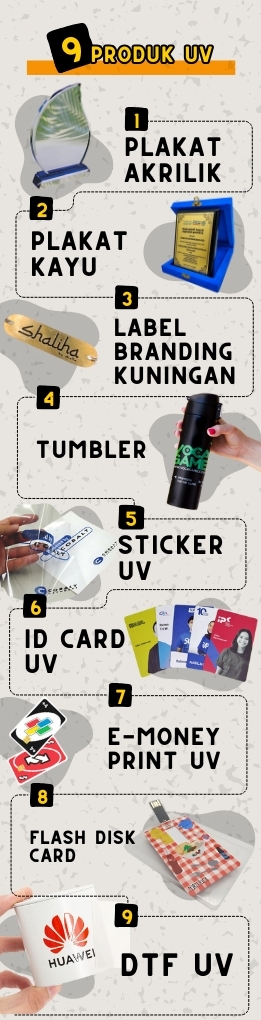 9 PRODUK UV
1
PLAKAT
AKRILIK
2
PLAKAT
KAYU
3
Shaliha
LABEL
BRANDING
KUNINGAN
4
TUMBLER
5
STICKER
UV
6
ID CARD
UV
7
E-MONEY
PRINT UV
8
FLASH DISK
CARD
9
HUAWEI
DTF UV